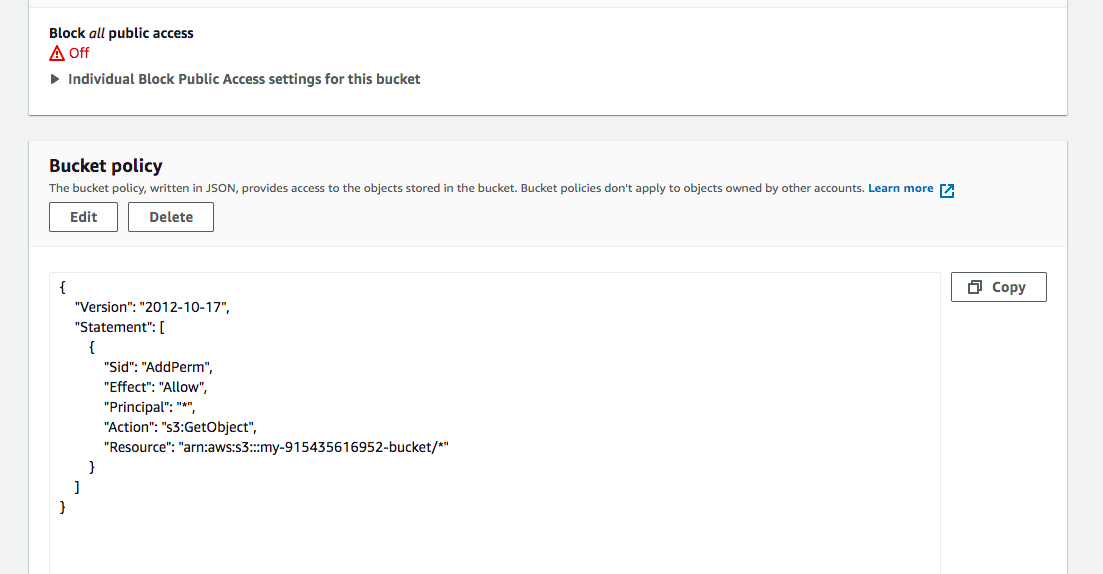 Block all public access
Off
Individual Block Public Access settings for this bucket
Bucket policy
The bucket policy, written in JSON, provides access to the objects stored in the bucket. Bucket policies don't apply to objects owned by other accounts. Learn more
Edit Delete
Copy
{
"Version": "2012-10-17",
"Statement": [
{
"Sid": "AddPerm",
"Effect": "Allow",
"Principal": "*",
"Action": "s3:GetObject",
"Resource": "arn:aws:s3:::my-915435616952-bucket/*"
}
]
}